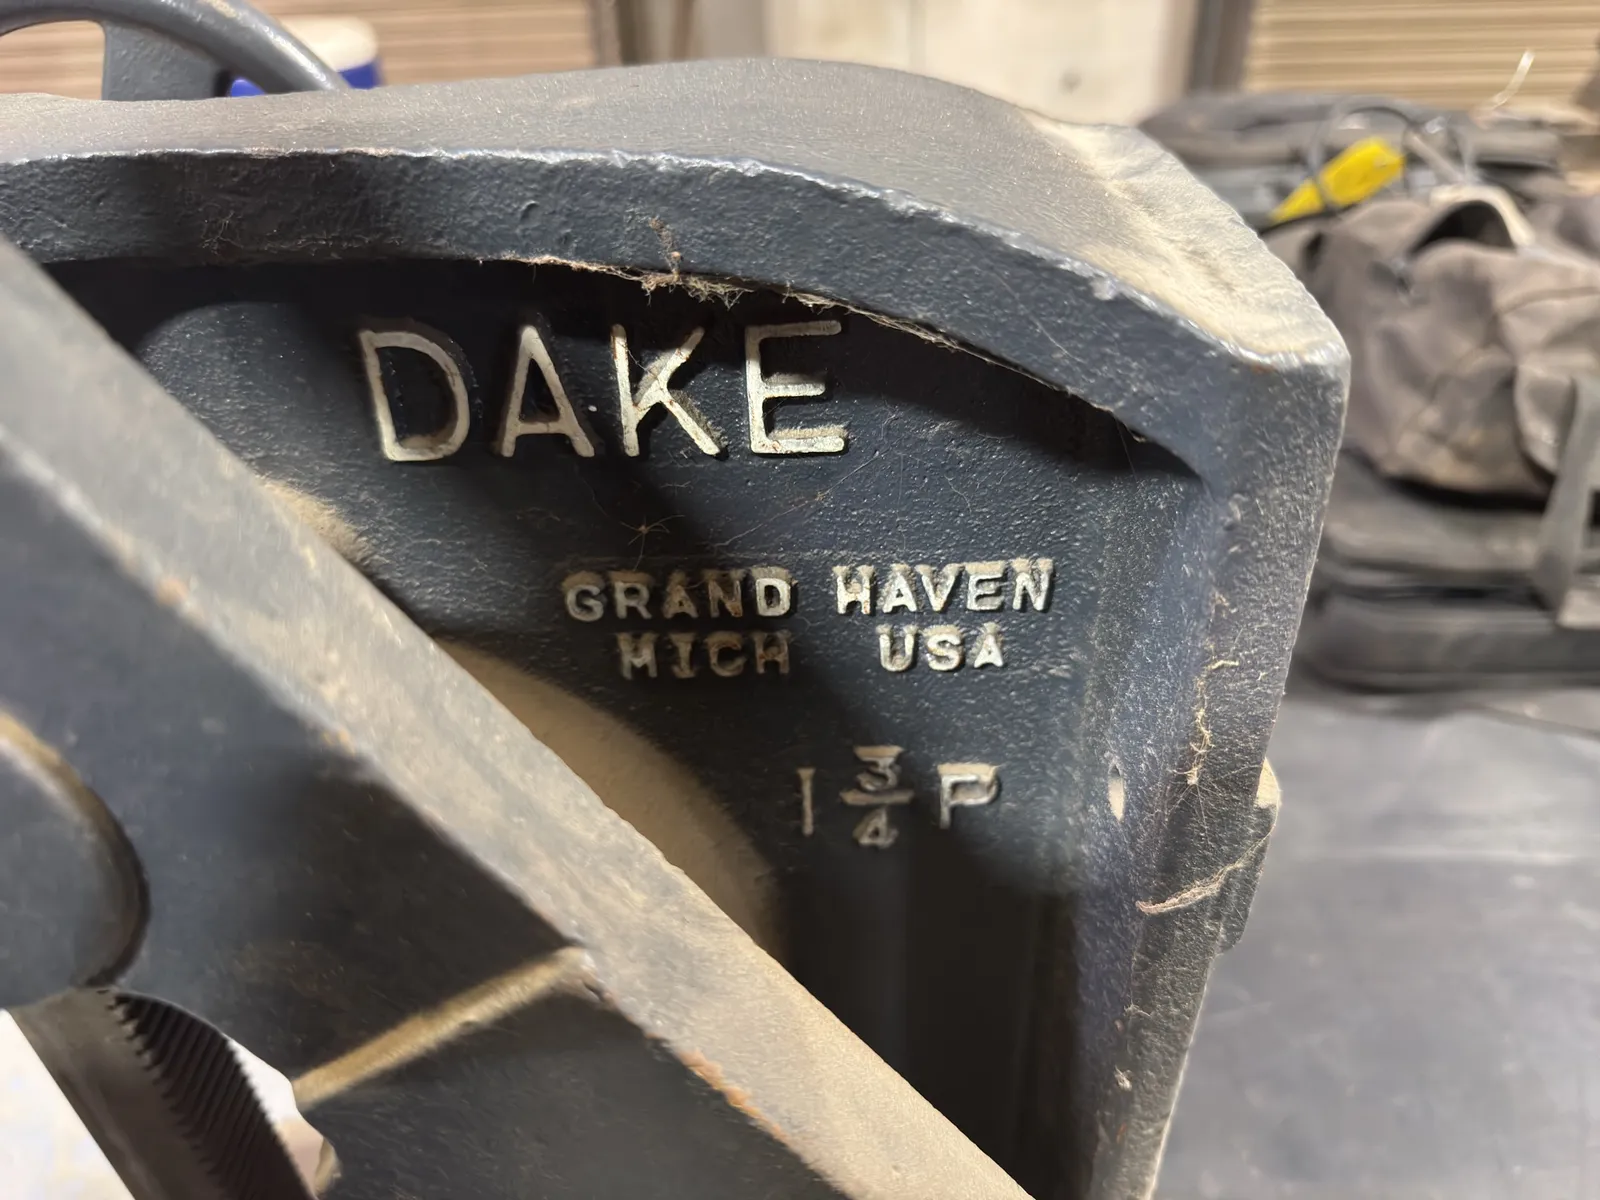 DAKE
GRAND HAVEN
MICH USA
1 3/4 P